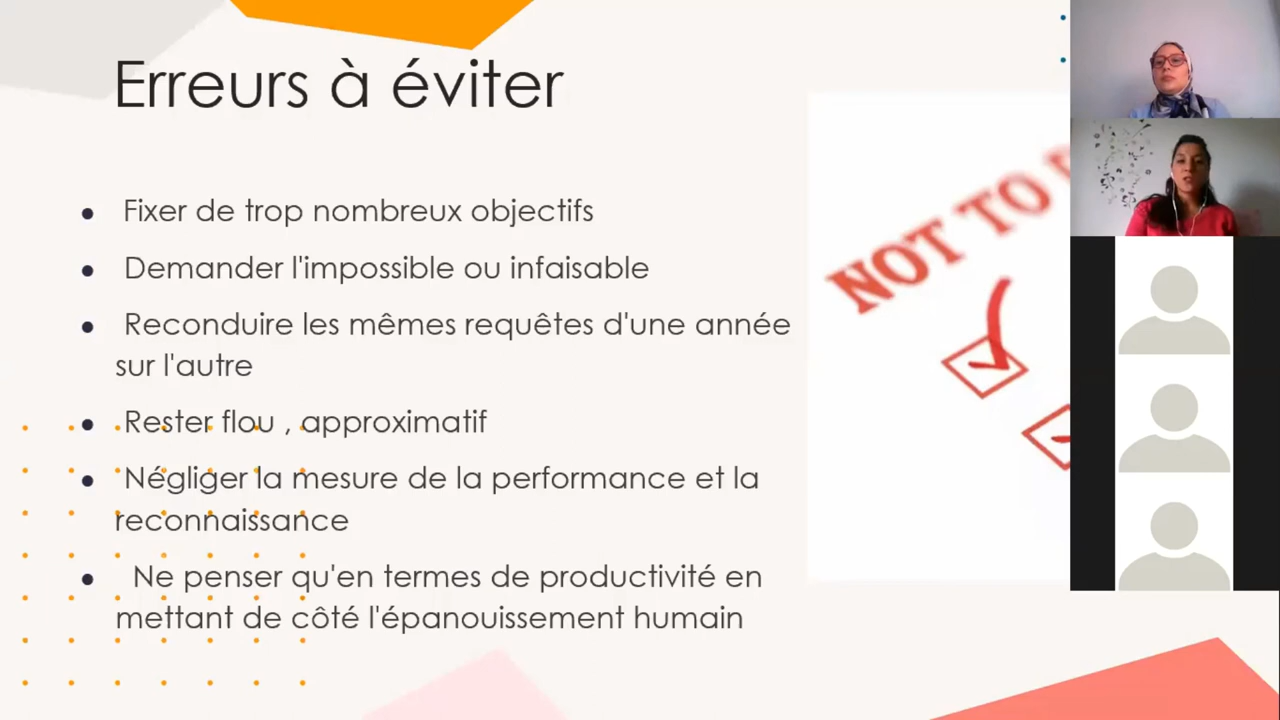 Erreurs à éviter
• Fixer de trop nombreux objectifs
• Demander l'impossible ou infaisable
• Reconduire les mêmes requêtes d'une année
sur l'autre
• Rester flou , approximatif
• Négliger la mesure de la performance et la
reconnaissance
• Ne penser qu'en termes de productivité en
mettant de côté l'épanouissement humain
NOT TO